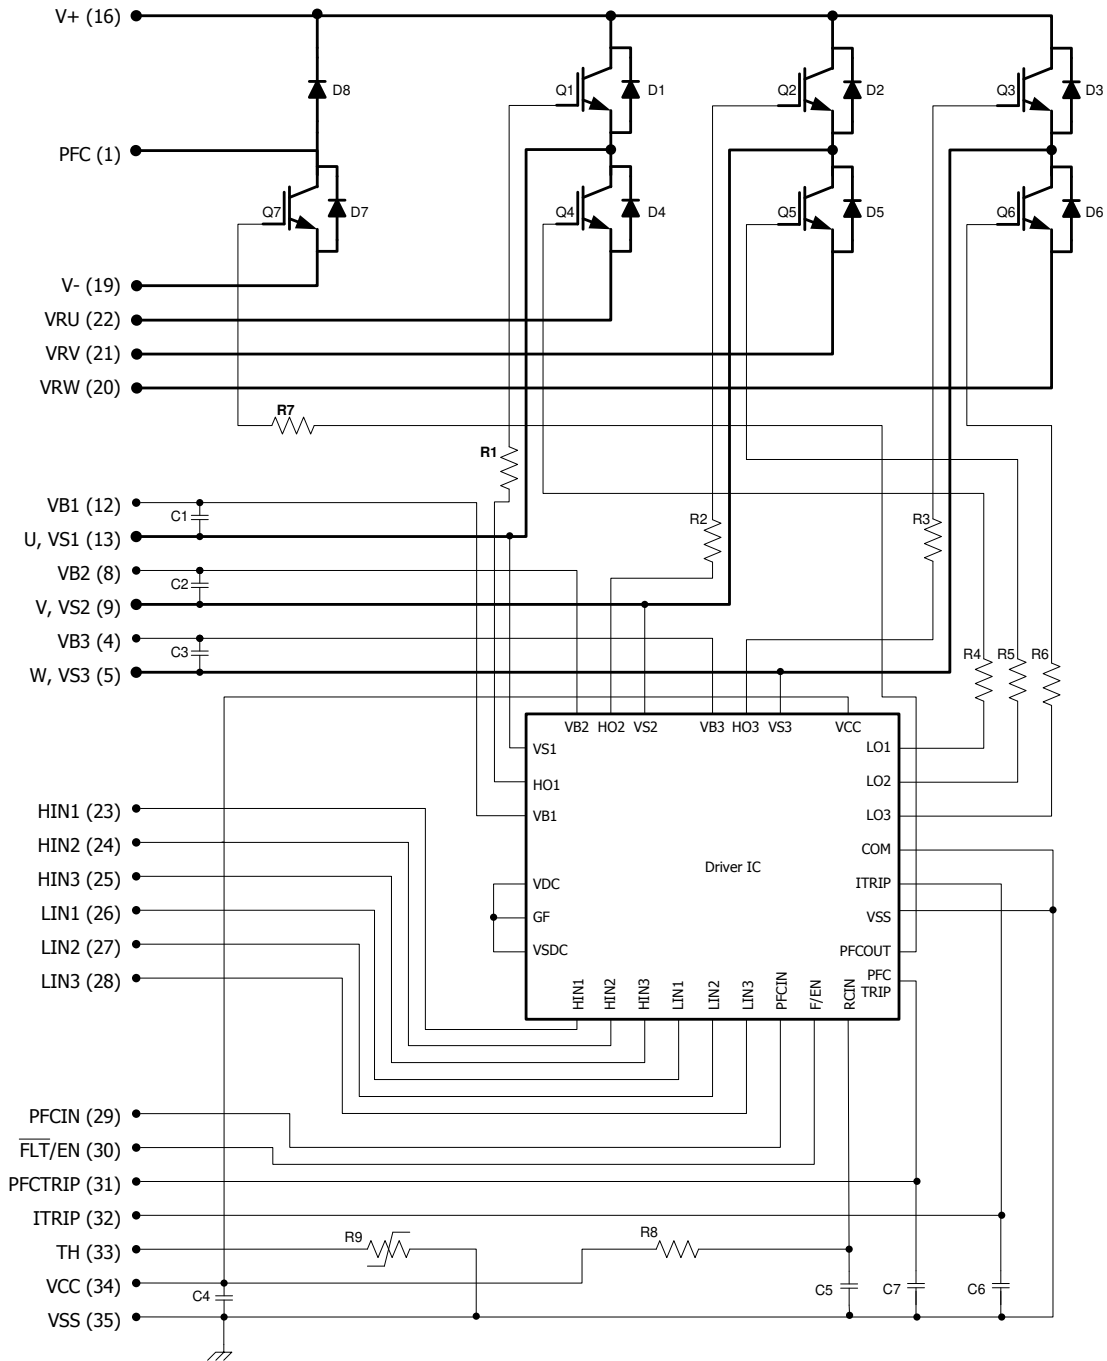 V+ (16)
D8
Q1
D1
Q2
D2
Q3
D3
PFC (1)
Q7
D7
Q4
D4
Q5
D5
Q6
D6
V- (19)
VRU (22)
VRV (21)
VRW (20)
R7
R1
VB1 (12)
C1
R2
R3
U, VS1 (13)
VB2 (8)
C2
V, VS2 (9)
VB3 (4)
C3
R4
R5
R6
W, VS3 (5)
VB2
HO2
VS2
VB3
HO3
VS3
VCC
VS1
LO1
HO1
LO2
HIN1 (23)
VB1
LO3
HIN2 (24)
COM
Driver IC
HIN3 (25)
VDC
ITRIP
LIN1 (26)
GF
VSS
LIN2 (27)
VSDC
PFCOUT
LIN3 (28)
PFC
TRIP
HIN1
HIN2
HIN3
LIN1
LIN2
LIN3
PFCIN
F/EN
RCIN
PFCIN (29)
FLT/EN (30)
PFCTRIP (31)
ITRIP (32)
R9
R8
TH (33)
VCC (34)
C4
C5
C7
C6
VSS (35)